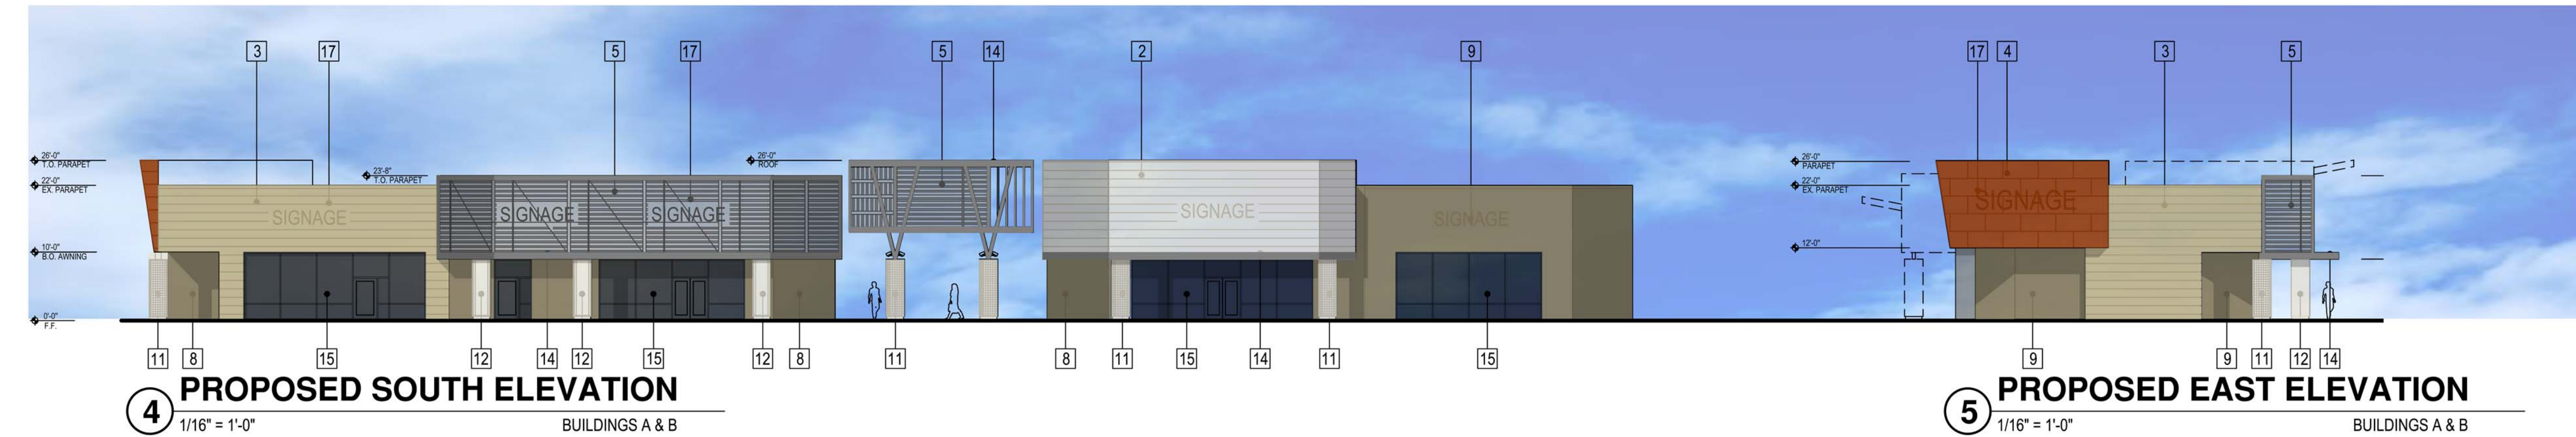 3 17 5 17 5 14 2 9 17 4 3 5
26'-0"
T.O. PARAPET
22'-0"
EX. PARAPET
23'-8"
T.O. PARAPET
26'-0"
ROOF
26'-0"
PARAPET
22'-0"
EX. PARAPET
SIGNAGE SIGNAGE SIGNAGE SIGNAGE SIGNAGE SIGNAGE
10'-0"
B.O. AWNING
12'-0"
0'-0"
F.F.
11 8 15 12 14 12 15 12 8 11 8 11 15 14 11 15 9 9 11 12 14
4 PROPOSED SOUTH ELEVATION
1/16" = 1'-0" BUILDINGS A & B
5 PROPOSED EAST ELEVATION
1/16" = 1'-0" BUILDINGS A & B